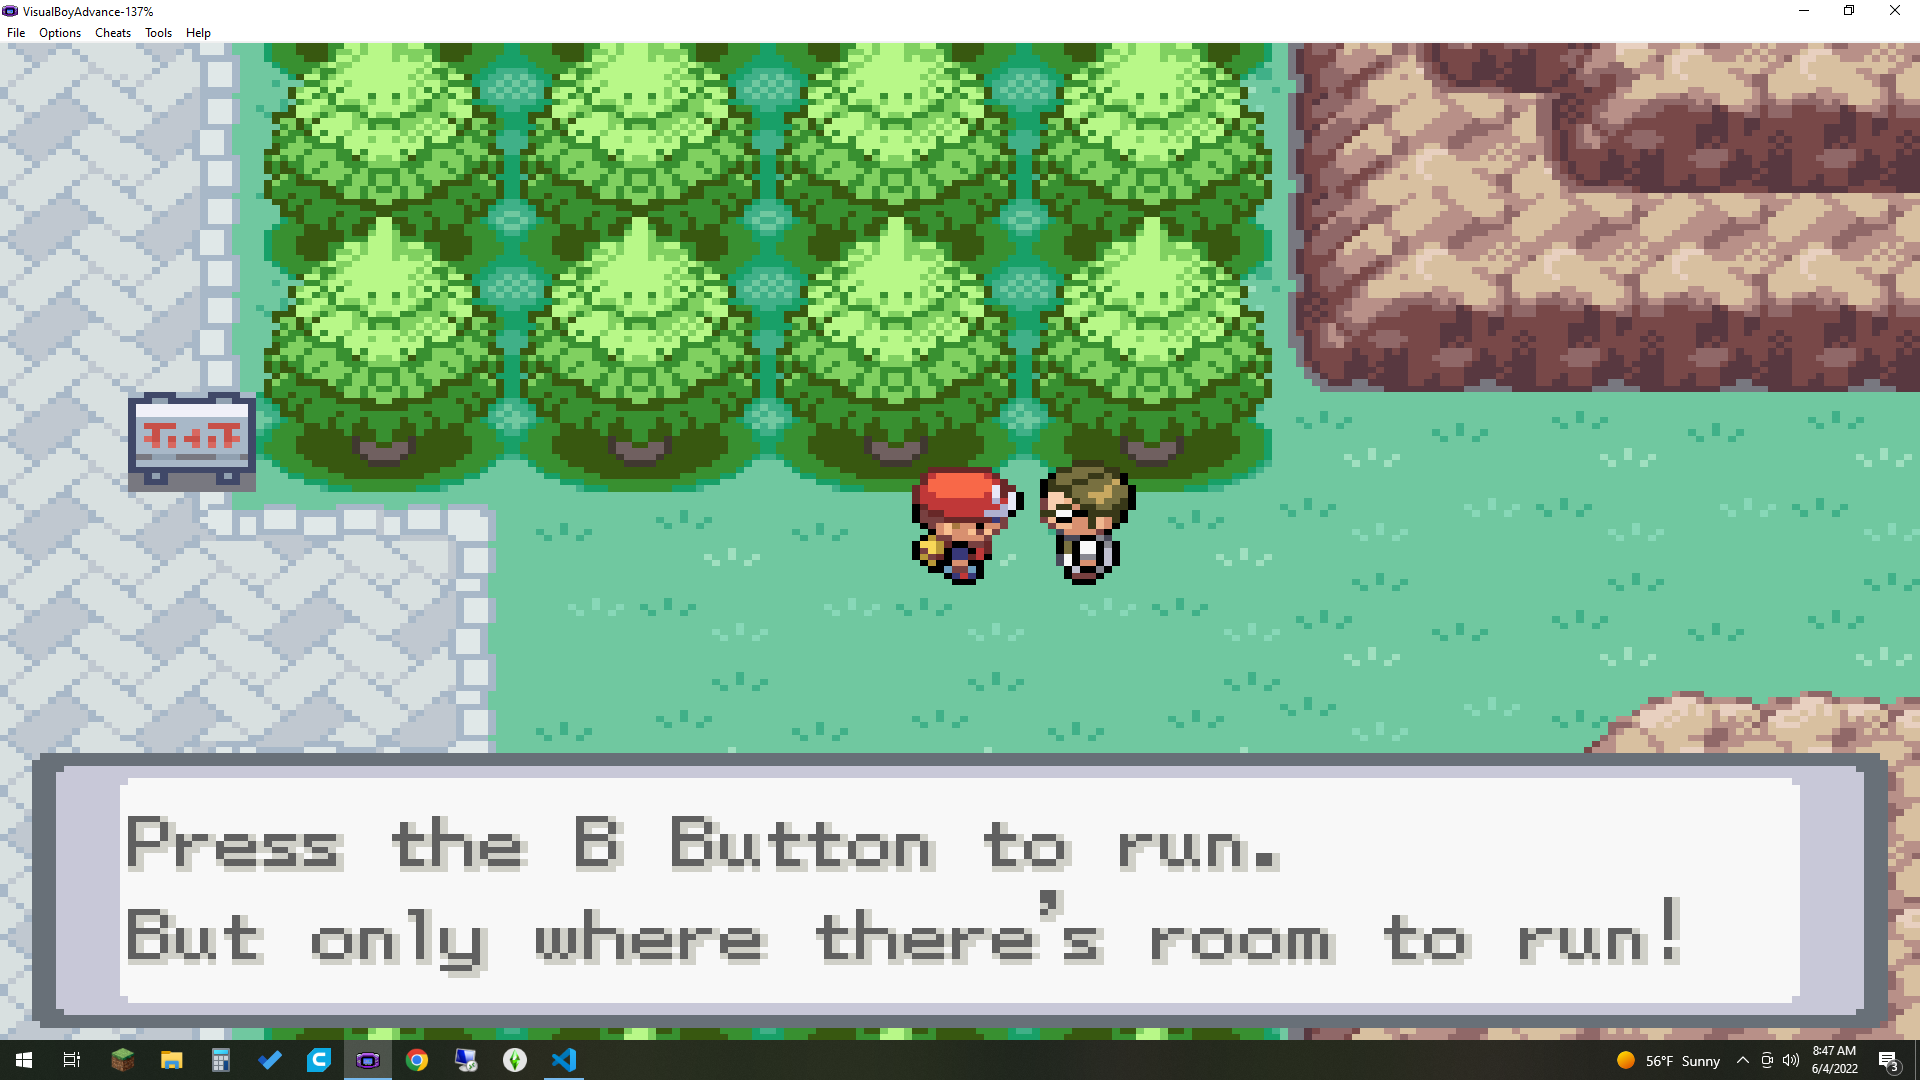 VisualBoyAdvance-137%
File Options Cheats Tools Help
Press the B Button to run.
But only where there's room to run!
56°F Sunny
8:47 AM
6/4/2022
3